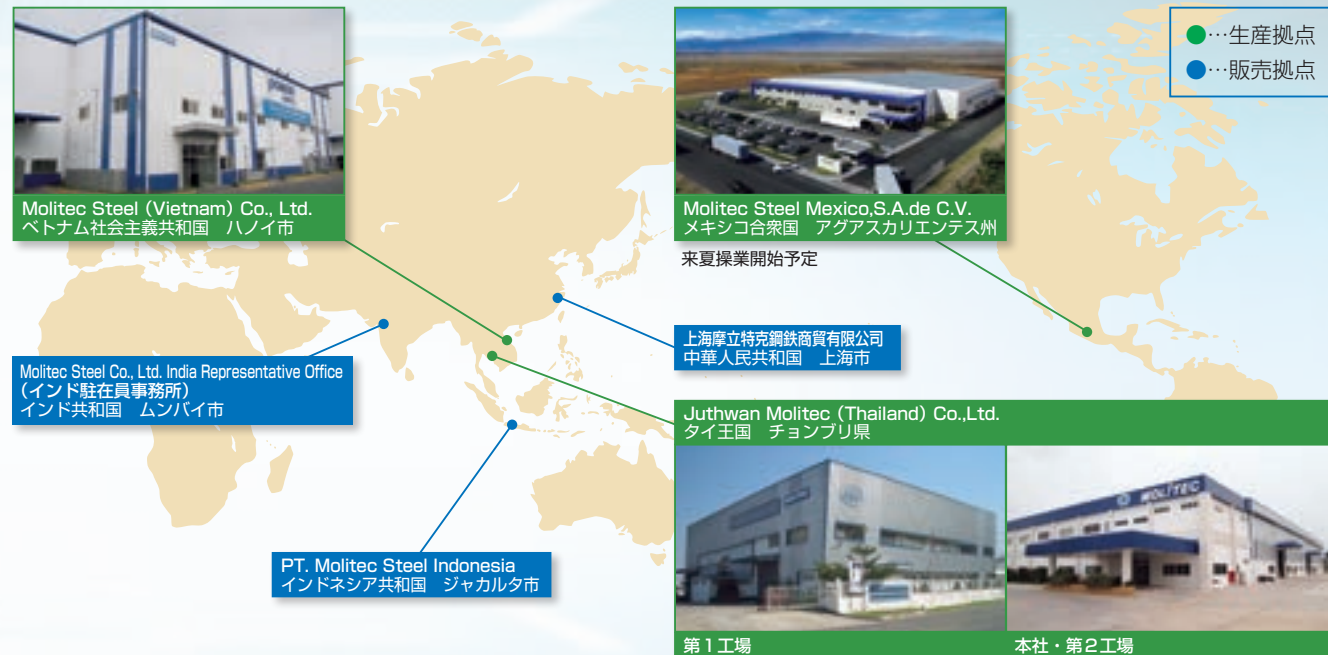 ●…生産拠点
●…販売拠点
Molitec Steel (Vietnam) Co., Ltd.
ベトナム社会主義共和国 ハノイ市
Molitec Steel Mexico,S.A.de C.V.
メキシコ合衆国 アグアスカリエンテス州
来夏操業開始予定
上海摩立特克鋼鉄商貿有限公司
中華人民共和国 上海市
Molitec Steel Co., Ltd. India Representative Office
(インド駐在員事務所)
インド共和国 ムンバイ市
Juthwan Molitec (Thailand) Co.,Ltd.
タイ王国 チョンブリ県
MOLITEC
第1工場
本社・第2工場
PT. Molitec Steel Indonesia
インドネシア共和国 ジャカルタ市